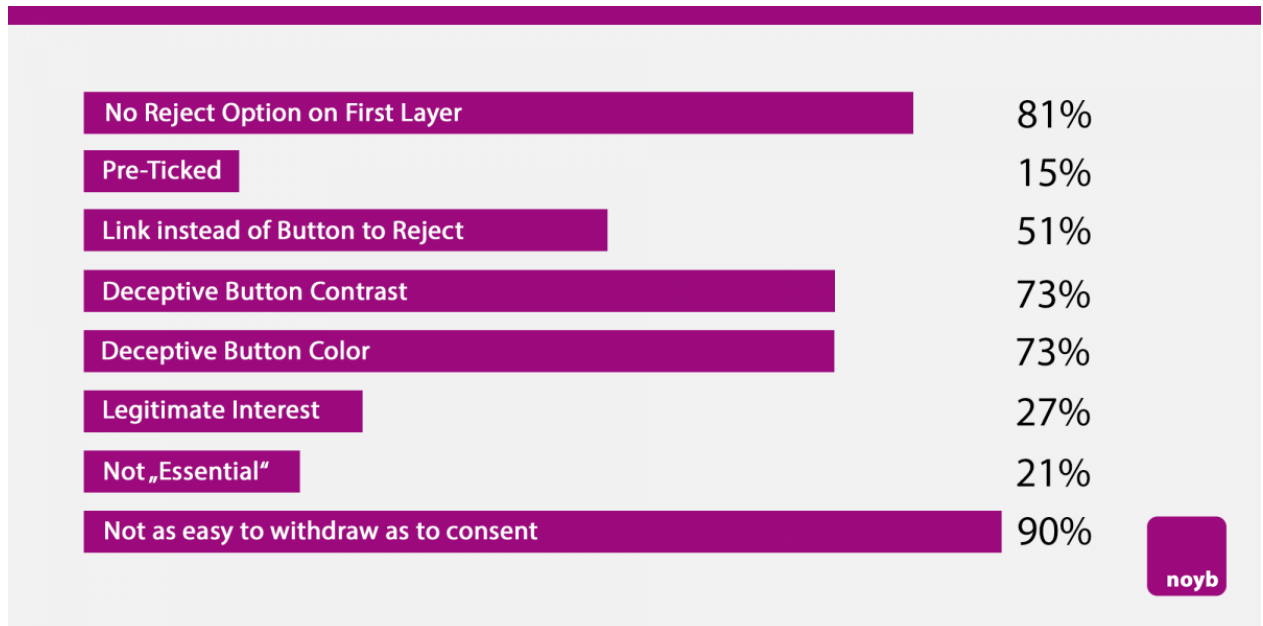 No Reject Option on First Layer 81%
Pre-Ticked 15%
Link instead of Button to Reject 51%
Deceptive Button Contrast 73%
Deceptive Button Color 73%
Legitimate Interest 27%
Not „Essential“ 21%
Not as easy to withdraw as to consent 90%
noyb